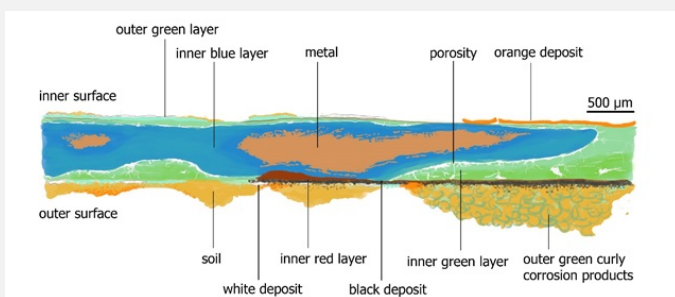 outer green layer
inner blue layer
metal
porosity
orange deposit
inner surface
500 µm
outer surface
soil
inner red layer
inner green layer
outer green curly
corrosion products
white deposit
black deposit